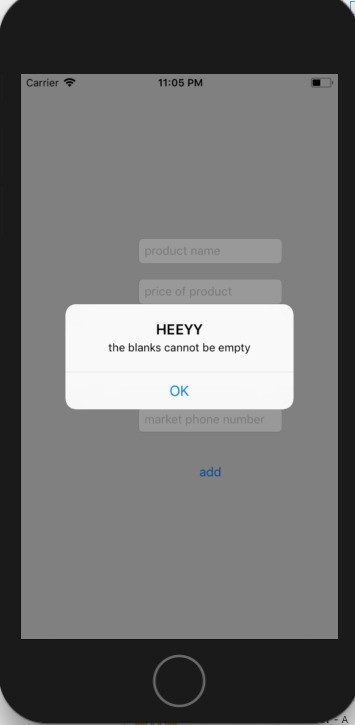 Carrier 11:05 PM
product name
price of product
HEEYY
the blanks cannot be empty
OK
market phone number
add